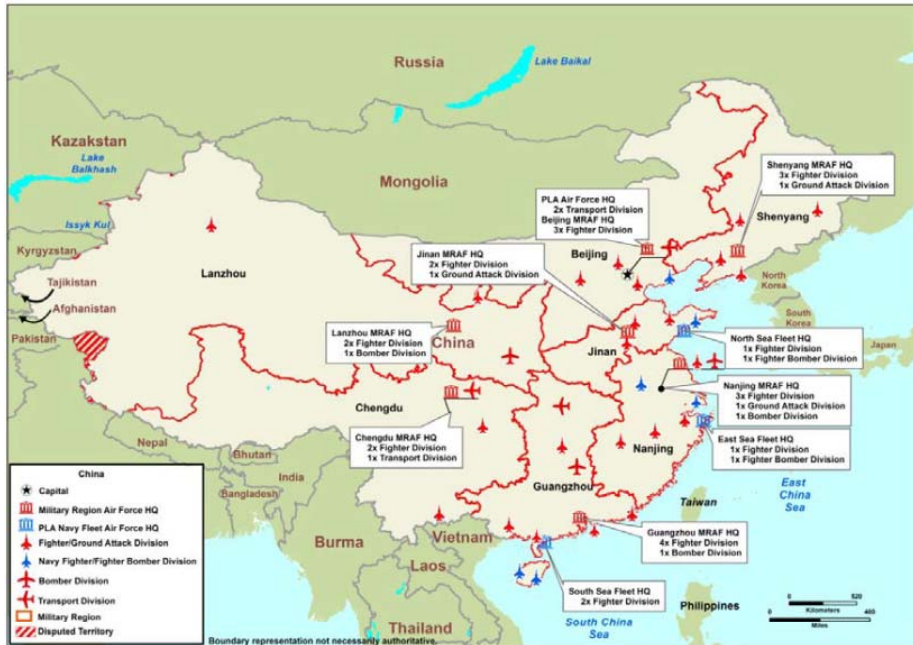 Russia
Lake Baikal
Kazakhstan
Lake
Balkhash
Mongolia
Issyk Kul
Kyrgyzstan
Tajikistan
Afghanistan
Pakistan
Lanzhou
Shenyang MRAF HQ
3x Fighter Division
1x Ground Attack Division
Shenyang
PLA Air Force HQ
2x Transport Division
Beijing MRAF HQ
3x Fighter Division
Beijing
Jinan MRAF HQ
2x Fighter Division
1x Ground Attack Division
North
Korea
South
Korea
Japan
Lanzhou MRAF HQ
2x Fighter Division
1x Bomber Division
China
Jinan
North Sea Fleet HQ
1x Fighter Division
1x Fighter Bomber Division
Nanjing MRAF HQ
3x Fighter Division
1x Ground Attack Division
1x Bomber Division
Chengdu
Chengdu MRAF HQ
2x Fighter Division
1x Transport Division
Nanjing
East Sea Fleet HQ
1x Fighter Division
1x Fighter Bomber Division
Nepal
Bhutan
India
Bangladesh
Guangzhou
Taiwan
East
China
Sea
Burma
Vietnam
Laos
Thailand
Guangzhou MRAF HQ
4x Fighter Division
1x Bomber Division
South Sea Fleet HQ
2x Fighter Division
Philippines
South China
Sea
China
Capital
Military Region Air Force HQ
PLA Navy Fleet Air Force HQ
Fighter/Ground Attack Division
Navy Fighter/Fighter Bomber Division
Bomber Division
Transport Division
Military Region
Disputed Territory
Boundary representation not necessarily authoritative.
0 520
Kilometers
0 400
Miles